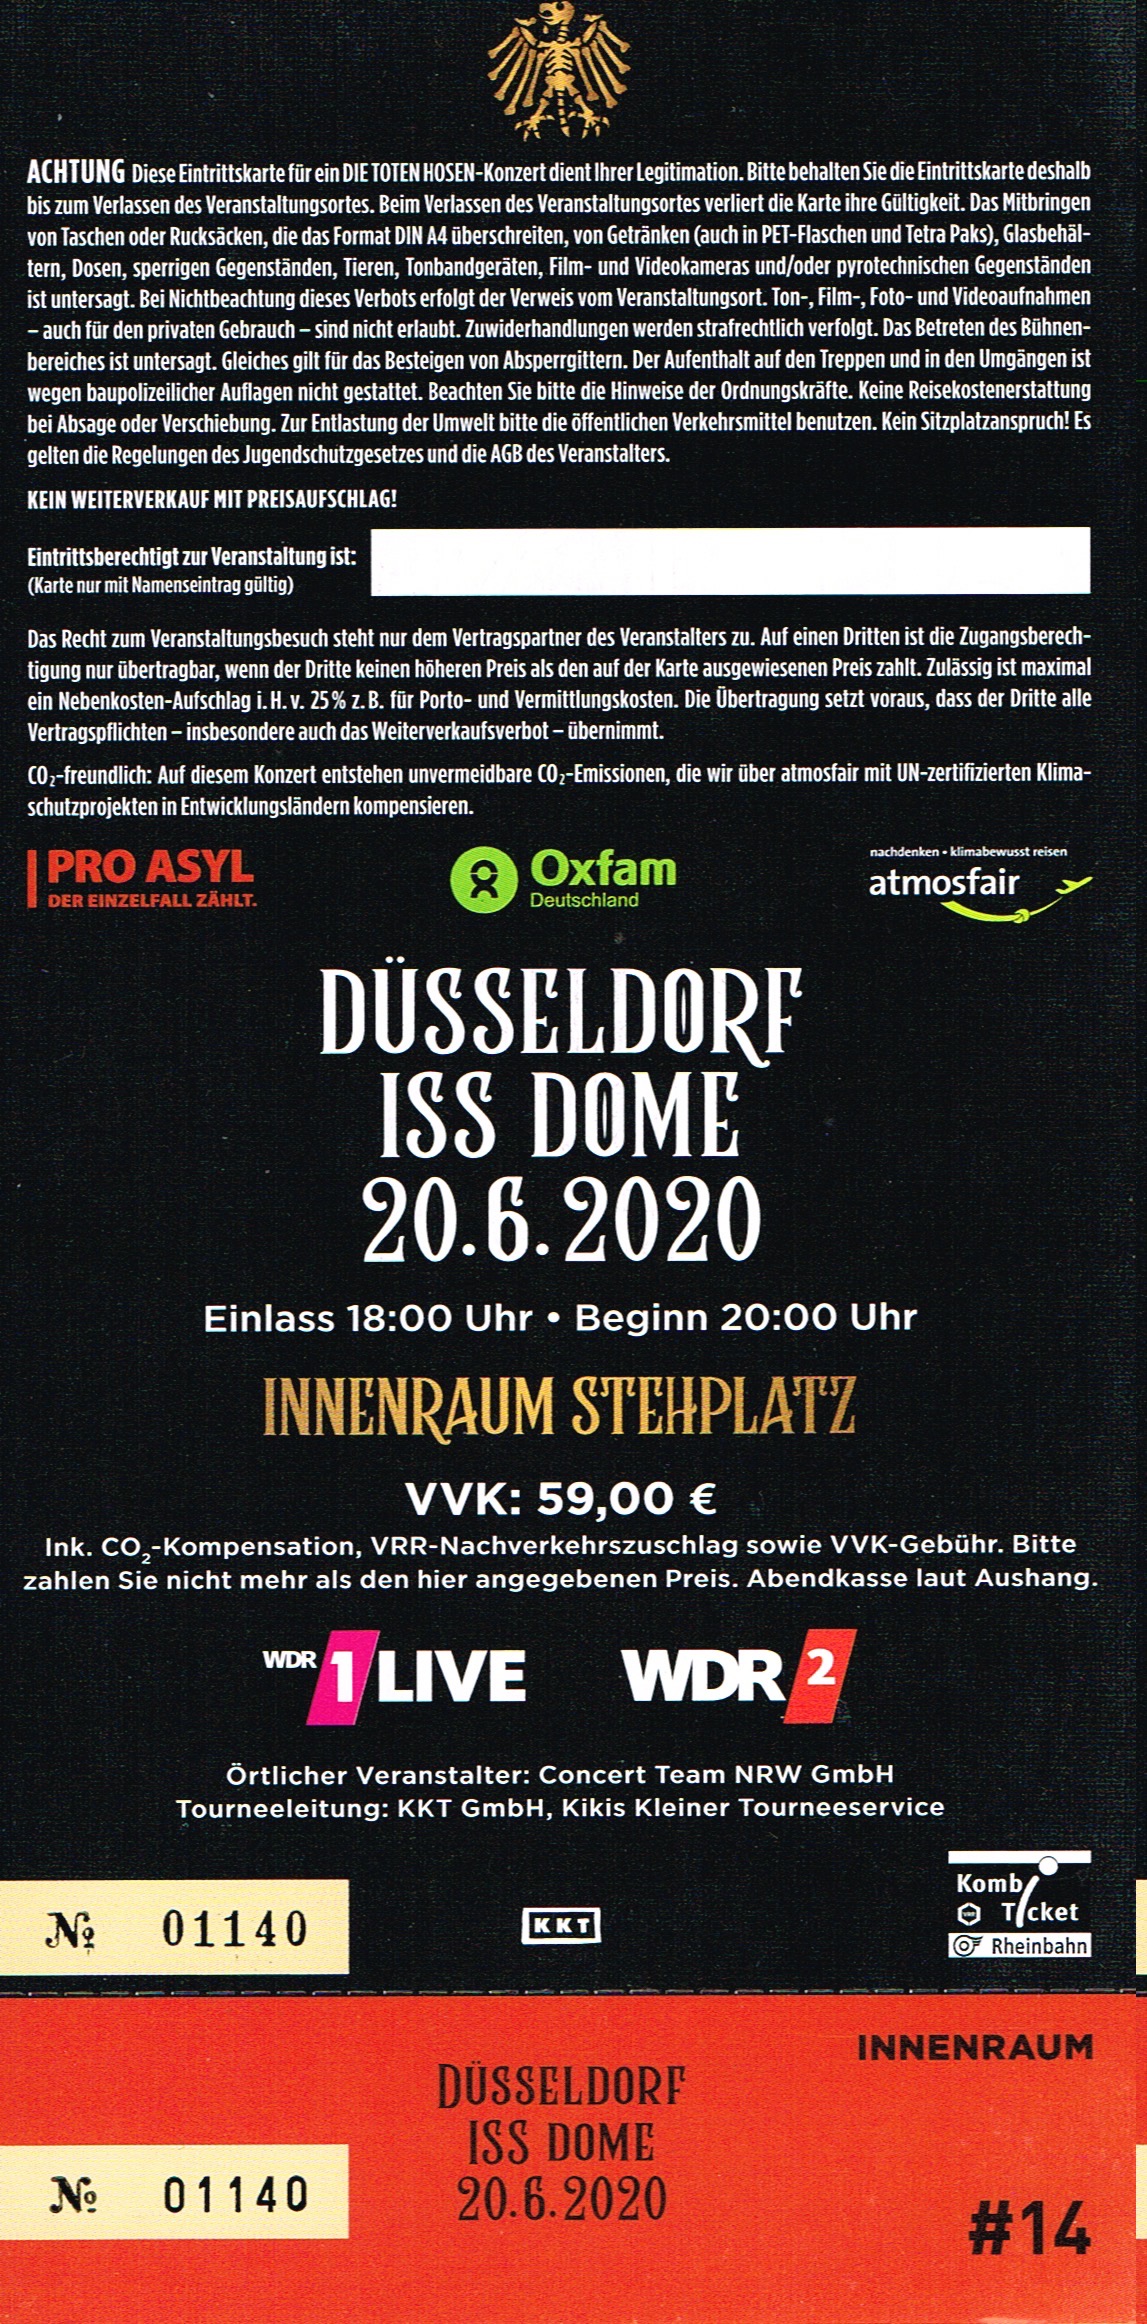 ACHTUNG Diese Eintrittskarte für ein DIE TOTEN HOSEN-Konzert dient Ihrer Legitimation. Bitte behalten Sie die Eintrittskarte deshalb
bis zum Verlassen des Veranstaltungsortes. Beim Verlassen des Veranstaltungsortes verliert die Karte ihre Gültigkeit. Das Mitbringen
von Taschen oder Rucksäcken, die das Format DIN A4 überschreiten, von Getränken (auch in PET-Flaschen und Tetra Paks), Glasbehäl-
tern, Dosen, sperrigen Gegenständen, Tieren, Tonbandgeräten, Film- und Videokameras und/oder pyrotechnischen Gegenständen
ist untersagt. Bei Nichtbeachtung dieses Verbots erfolgt der Verweis vom Veranstaltungsort. Ton-, Film-, Foto- und Videoaufnahmen
– auch für den privaten Gebrauch – sind nicht erlaubt. Zuwiderhandlungen werden strafrechtlich verfolgt. Das Betreten des Bühnen-
bereiches ist untersagt. Gleiches gilt für das Besteigen von Absperrgittern. Der Aufenthalt auf den Treppen und in den Umgängen ist
wegen baupolizeilicher Auflagen nicht gestattet. Beachten Sie bitte die Hinweise der Ordnungskräfte. Keine Reisekostenerstattung
bei Absage oder Verschiebung. Zur Entlastung der Umwelt bitte die öffentlichen Verkehrsmittel benutzen. Kein Sitzplatzanspruch! Es
gelten die Regelungen des Jugendschutzgesetzes und die AGB des Veranstalters.
KEIN WEITERVERKAUF MIT PREISAUFSCHLAG!
Eintrittsberechtigt zur Veranstaltung ist:
(Karte nur mit Namenseintrag gültig)
Das Recht zum Veranstaltungsbesuch steht nur dem Vertragspartner des Veranstalters zu. Auf einen Dritten ist die Zugangsberech-
tigung nur übertragbar, wenn der Dritte keinen höheren Preis als den auf der Karte ausgewiesenen Preis zahlt. Zulässig ist maximal
ein Nebenkosten-Aufschlag i. H. v. 25 % z. B. für Porto- und Vermittlungskosten. Die Übertragung setzt voraus, dass der Dritte alle
Vertragspflichten – insbesondere auch das Weiterverkaufsverbot – übernimmt.
CO₂-freundlich: Auf diesem Konzert entstehen unvermeidbare CO₂-Emissionen, die wir über atmosfair mit UN-zertifizierten Klima-
schutzprojekten in Entwicklungsländern kompensieren.
PRO ASYL
DER EINZELFALL ZÄHLT.
Oxfam
Deutschland
nachdenken • klimabewusst reisen
atmosfair
DÜSSELDORF
ISS DOME
20.6.2020
Einlass 18:00 Uhr • Beginn 20:00 Uhr
INNENRAUM STEHPLATZ
VVK: 59,00 €
Ink. CO₂-Kompensation, VRR-Nachverkehrszuschlag sowie VVK-Gebühr. Bitte
zahlen Sie nicht mehr als den hier angegebenen Preis. Abendkasse laut Aushang.
WDR 1 LIVE
WDR 2
Örtlicher Veranstalter: Concert Team NRW GmbH
Tourneeleitung: KKT GmbH, Kikis Kleiner Tourneeservice
№ 01140
KKT
Kombi
Ticket
Rheinbahn
INNENRAUM
DÜSSELDORF
ISS DOME
20.6.2020
№ 01140
#14